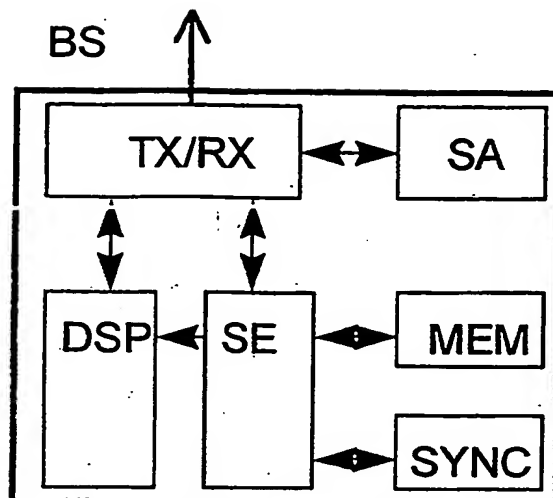 BS
TX/RX
SA
DSP
SE
MEM
SYNC